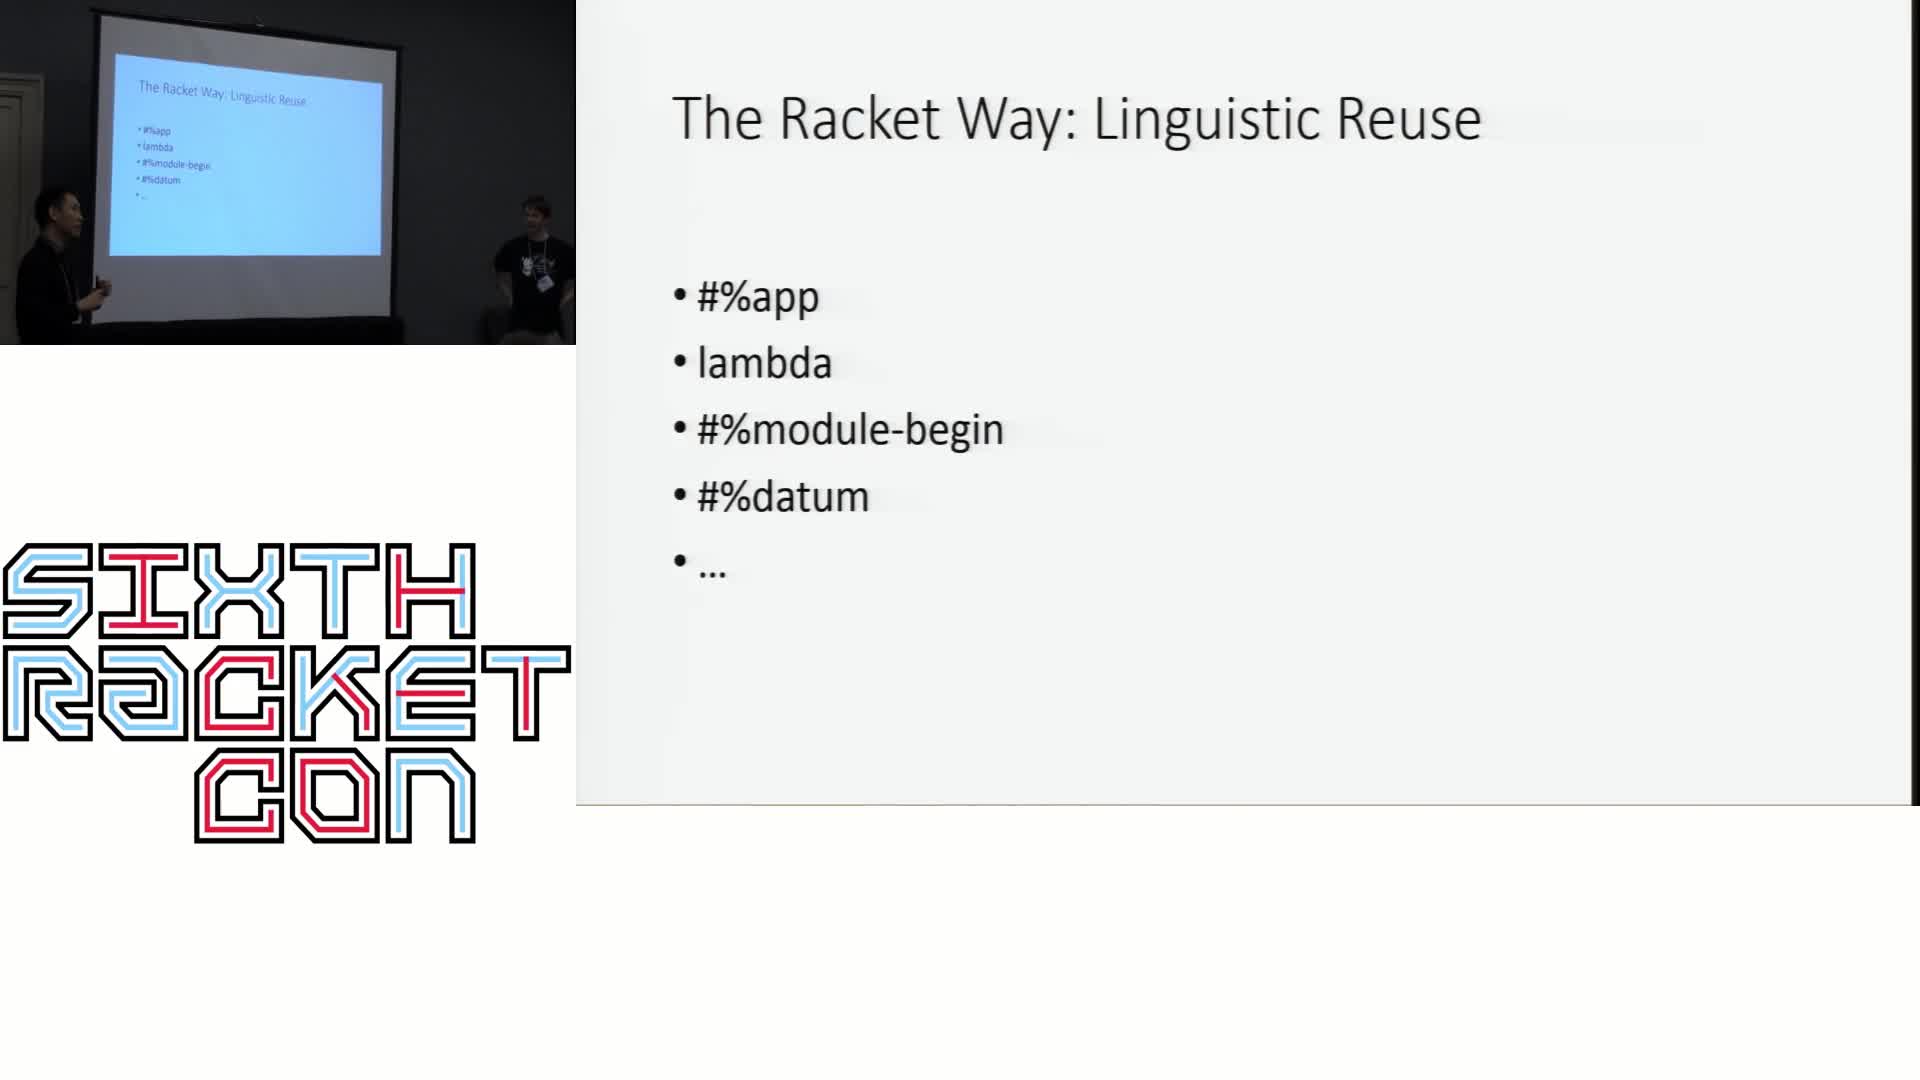 The Racket Way: Linguistic Reuse
• #%app
• lambda
• #%module-begin
• #%datum
• ...
The Racket Way: Linguistic Reuse
• #%app
• lambda
• #%module-begin
• #%datum
• ...
SIXTH
RACKET
CON